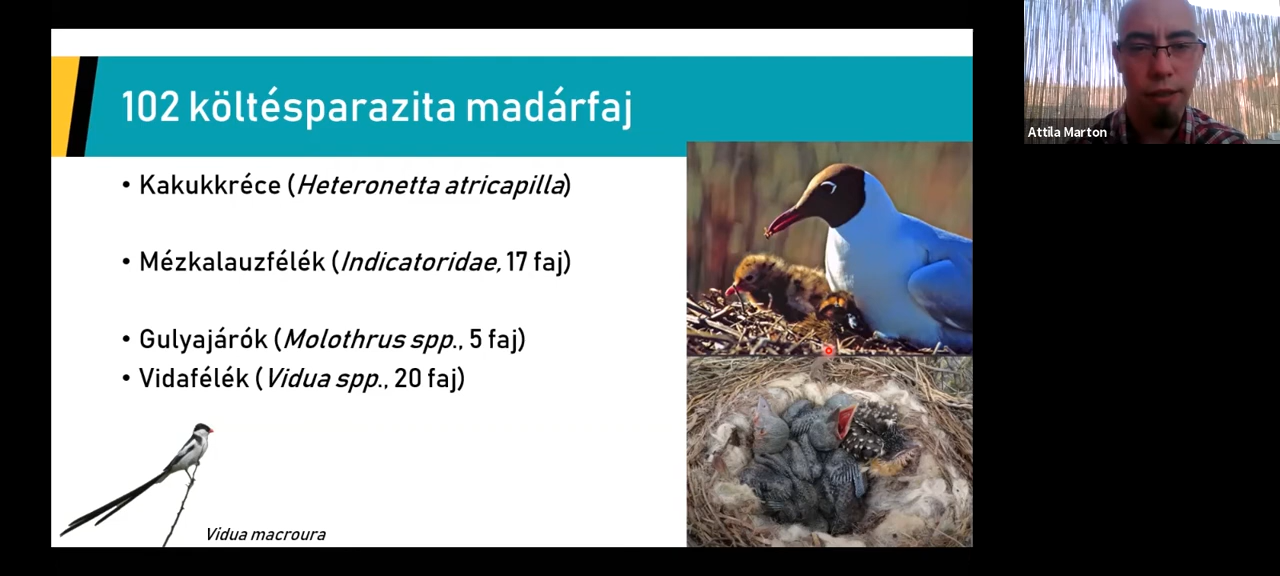 102 költésparazita madárfaj
• Kakukkréce (Heteronetta atricapilla)
• Mézkalauzfélék (Indicatoridae, 17 faj)
• Gulyajárók (Molothrus spp., 5 faj)
• Vidafélék (Vidua spp., 20 faj)
Vidua macroura
Attila Marton